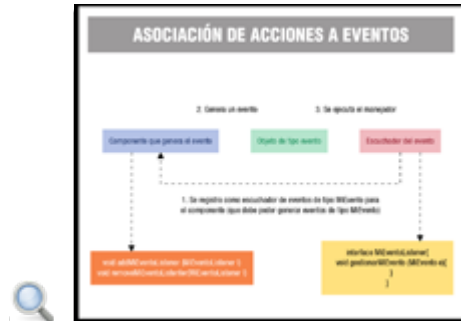 ASOCIACIÓN DE ACCIONES A EVENTOS
2. Genera un evento
3. Se ejecuta el manejador
Componente que genera el evento
Objeto de tipo evento
Escuchador del evento
1. Se registra como escuchador de eventos de tipo MiEvento para
el componente (que debe poder generar eventos de tipo MiEvento)
void addMiEventoListener (MiEventoListener l)
void removeMiEventoListener(MiEventoListener l)
interface MiEventoListener{
void gestionarMiEvento (MiEvento e){
}
}